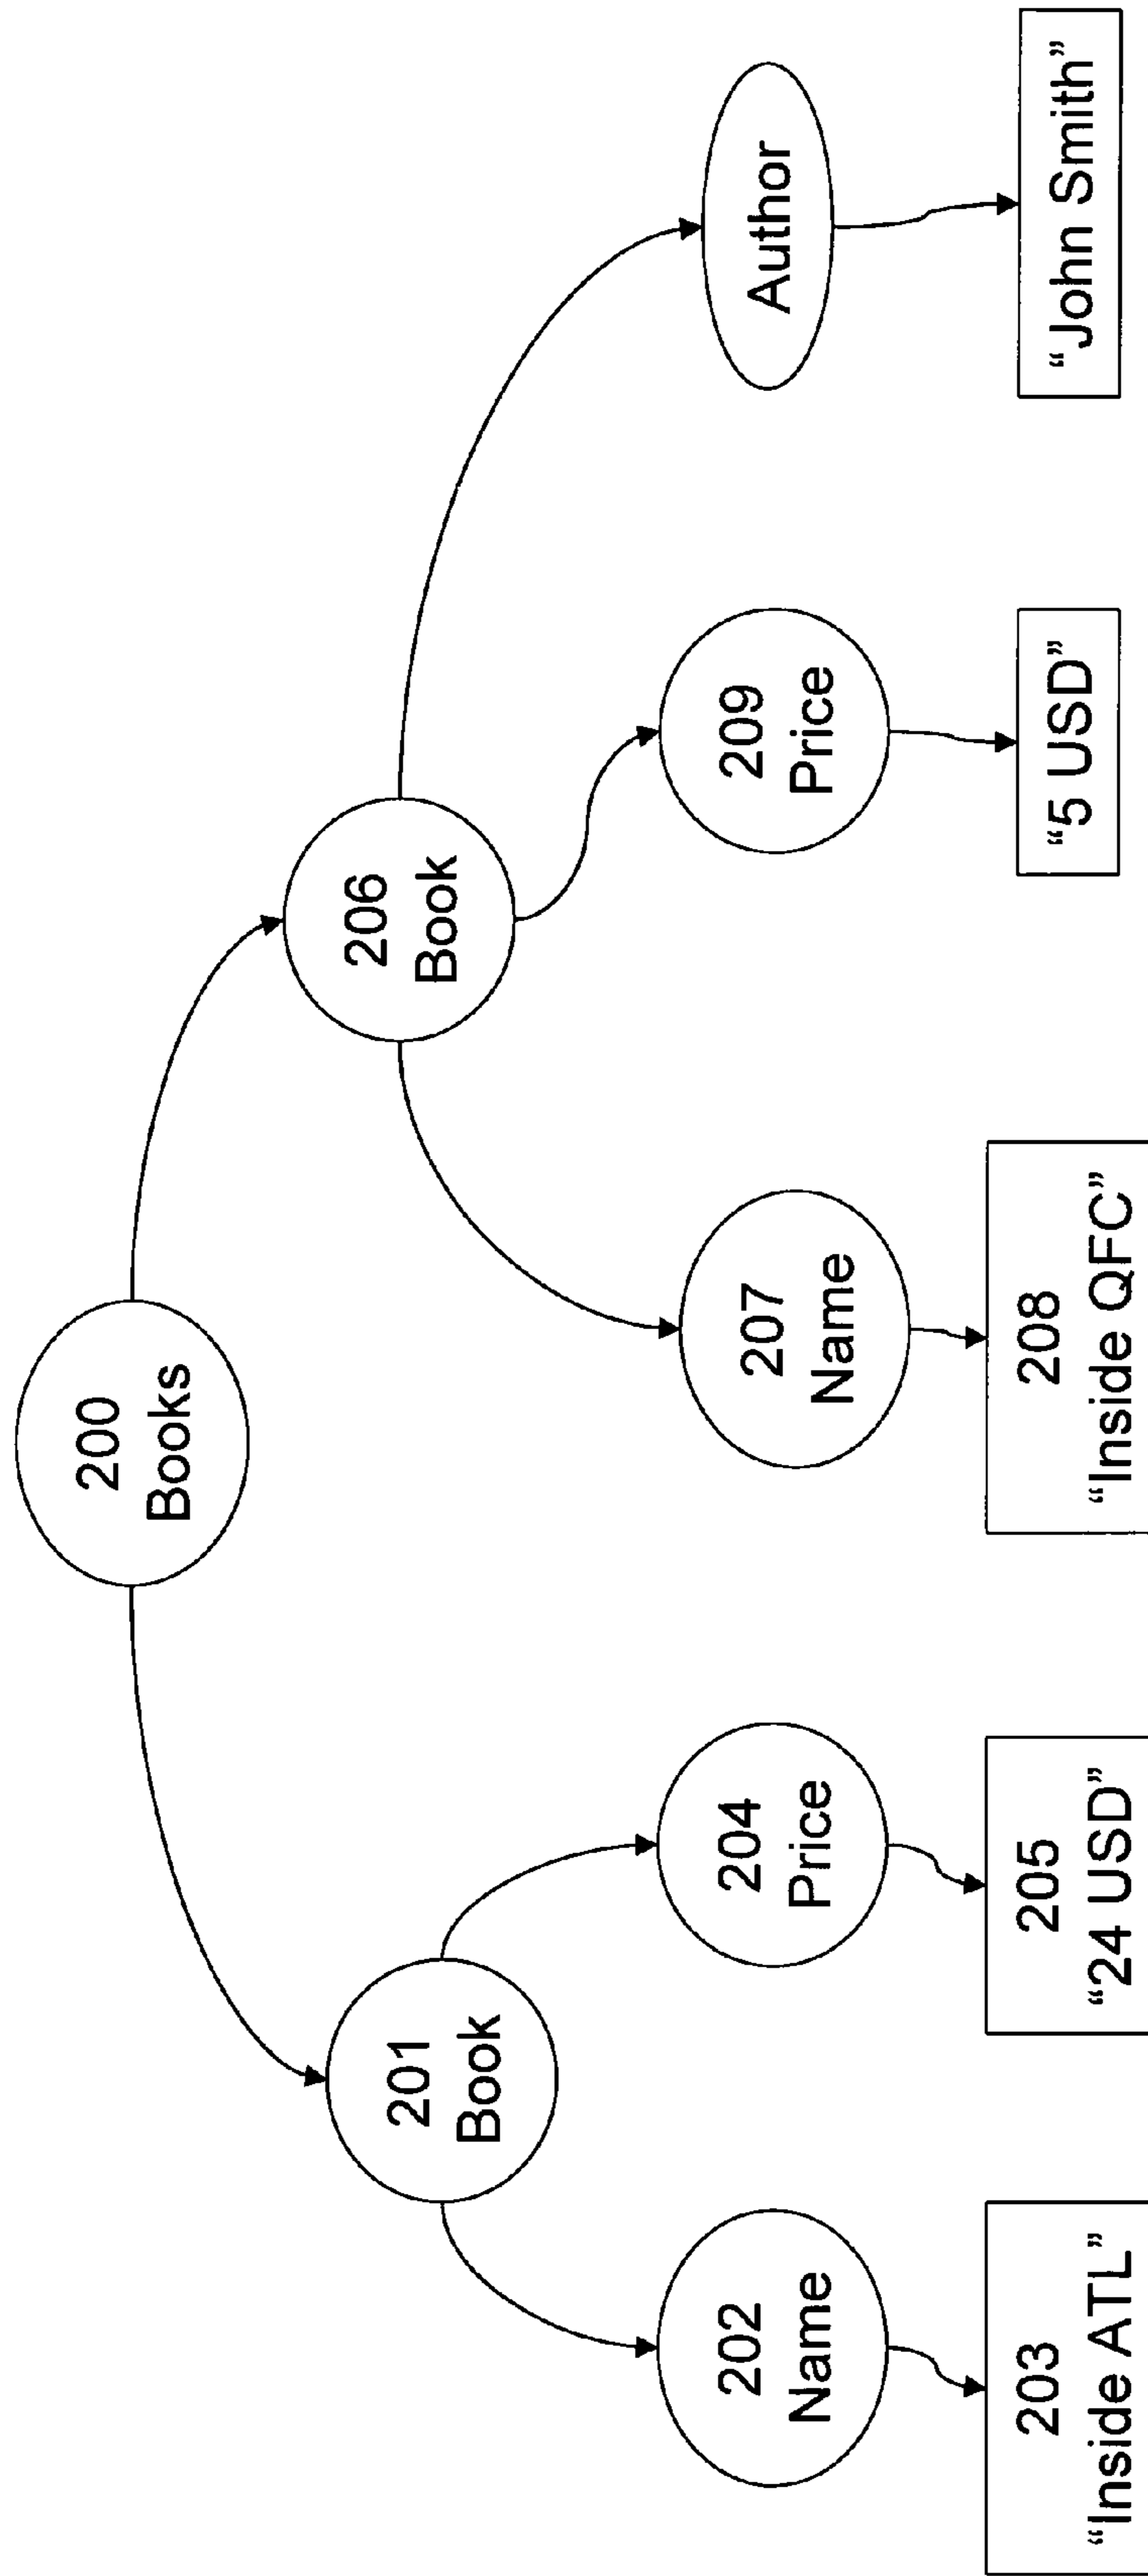 200
Books
201
Book
206
Book
202
Name
204
Price
207
Name
209
Price
Author
203
“Inside ATL”
205
“24 USD”
208
“Inside QFC”
“5 USD”
“John Smith”